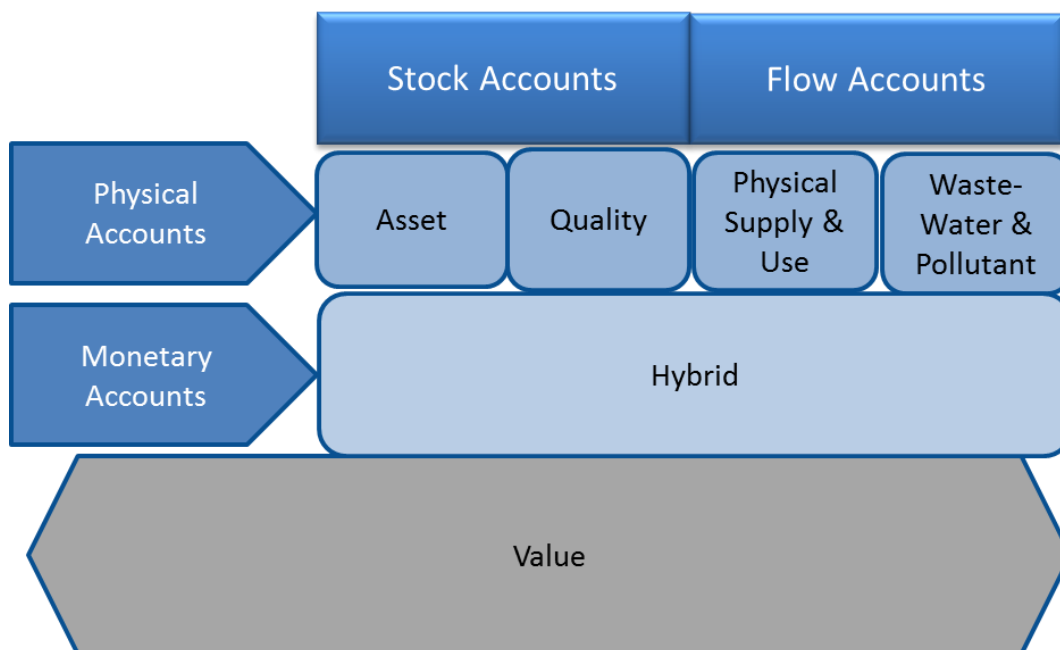 Stock Accounts
Flow Accounts
Physical
Accounts
Asset
Quality
Physical
Supply &
Use
Waste-
Water &
Pollutant
Monetary
Accounts
Hybrid
Value